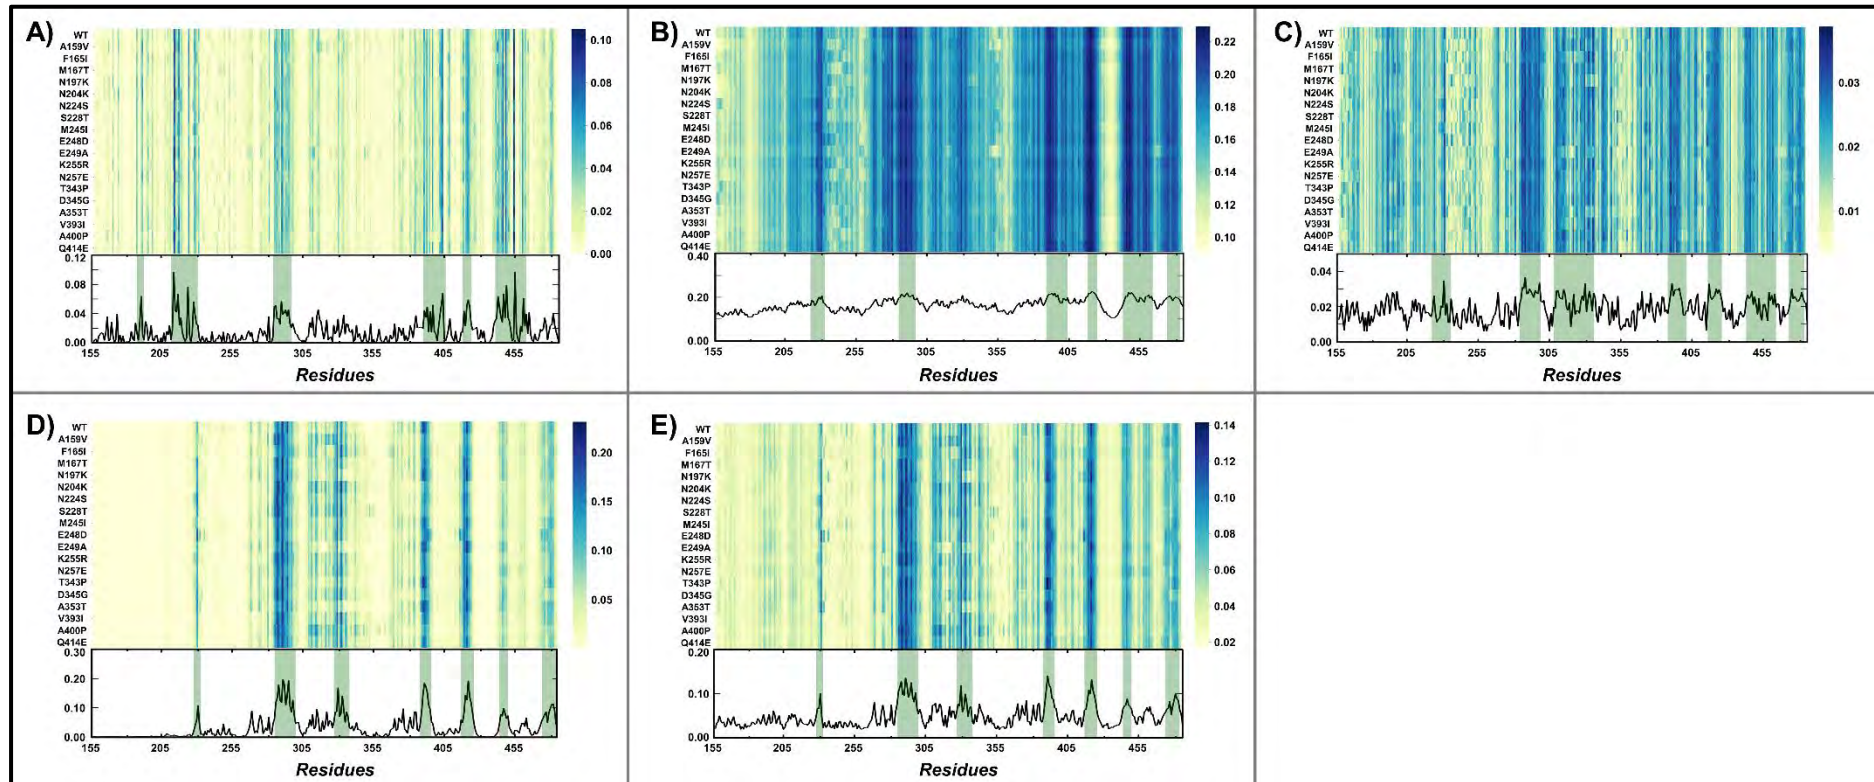 A)
WT
A159V
F165I
M167T
N197K
N204K
N224S
S228T
M245I
E248D
E249A
K255R
N257E
T343P
D345G
A353T
V393I
A400P
Q414E
0.10
0.08
0.06
0.04
0.02
0.00
0.12
0.08
0.04
0.00
155 205 255 305 355 405 455
Residues
B)
WT
A159V
F165I
M167T
N197K
N204K
N224S
S228T
M245I
E248D
E249A
K255R
N257E
T343P
D345G
A353T
V393I
A400P
Q414E
0.22
0.20
0.18
0.16
0.14
0.12
0.10
0.40
0.20
0.00
155 205 255 305 355 405 455
Residues
C)
WT
A159V
F165I
M167T
N197K
N204K
N224S
S228T
M245I
E248D
E249A
K255R
N257E
T343P
D345G
A353T
V393I
A400P
Q414E
0.03
0.02
0.01
0.04
0.02
0.00
155 205 255 305 355 405 455
Residues
D)
WT
A159V
F165I
M167T
N197K
N204K
N224S
S228T
M245I
E248D
E249A
K255R
N257E
T343P
D345G
A353T
V393I
A400P
Q414E
0.20
0.15
0.10
0.05
0.30
0.20
0.10
0.00
155 205 255 305 355 405 455
Residues
E)
WT
A159V
F165I
M167T
N197K
N204K
N224S
S228T
M245I
E248D
E249A
K255R
N257E
T343P
D345G
A353T
V393I
A400P
Q414E
0.14
0.12
0.10
0.08
0.06
0.04
0.02
0.20
0.10
0.00
155 205 255 305 355 405 455
Residues